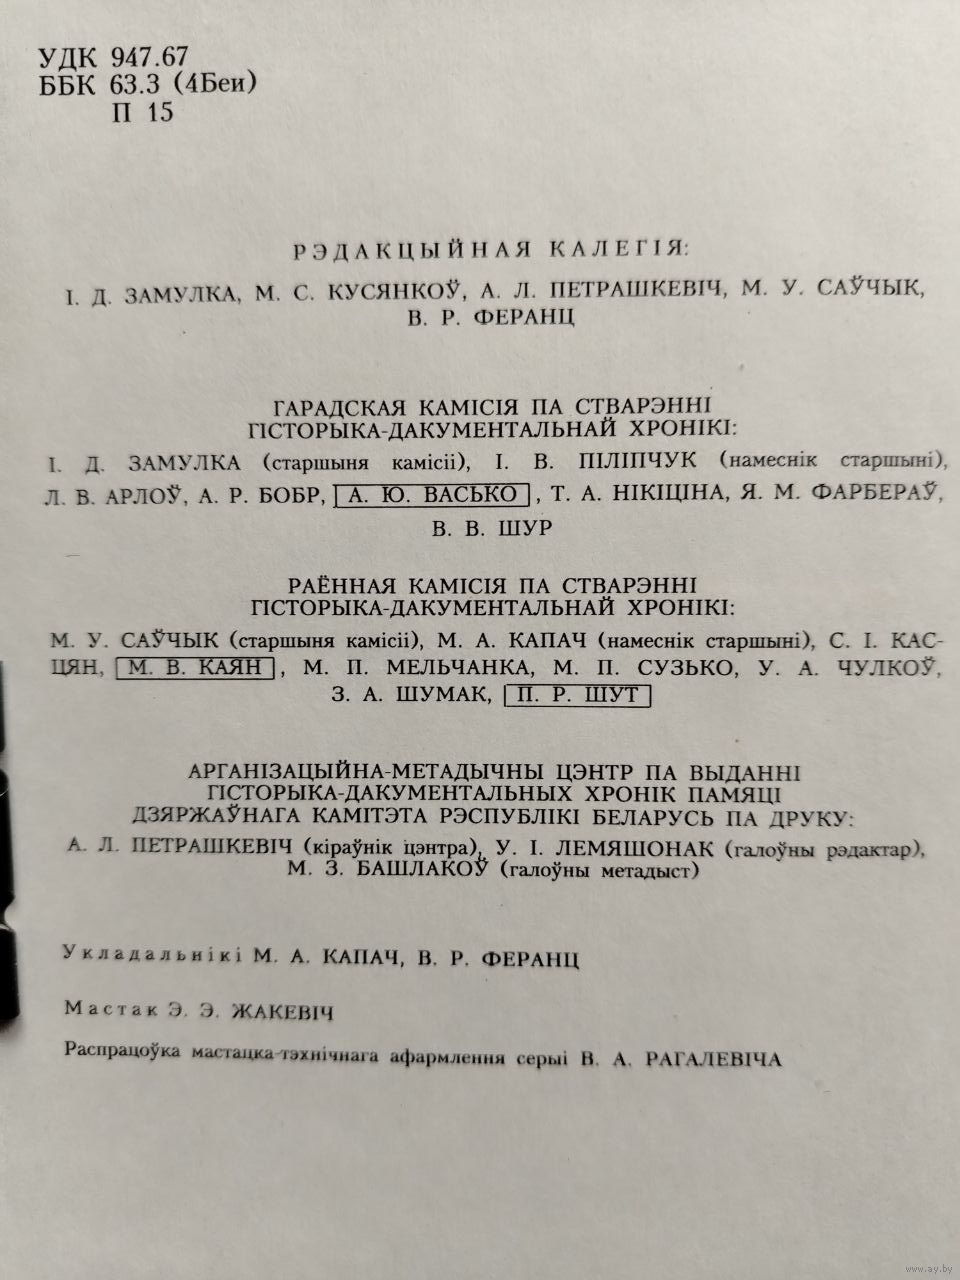 УДК 947.67
ББК 63.3 (4Беи)
П 15
РЭДАКЦЫЙНАЯ КАЛЕГІЯ:
І. Д. ЗАМУЛКА, М. С. КУСЯНКОЎ, А. Л. ПЕТРАШКЕВІЧ, М. У. САЎЧЫК,
В. Р. ФЕРАНЦ
ГАРАДСКАЯ КАМІСІЯ ПА СТВАРЭННІ
ГІСТОРЫКА-ДАКУМЕНТАЛЬНАЙ ХРОНІКІ:
І. Д. ЗАМУЛКА (старшыня камісіі), І. В. ПІЛІПЧУК (намеснік старшыні),
Л. В. АРЛОЎ, А. Р. БОБР, А. Ю. ВАСЬКО, Т. А. НІКІЦІНА, Я. М. ФАРБЕРАЎ,
В. В. ШУР
РАЁННАЯ КАМІСІЯ ПА СТВАРЭННІ
ГІСТОРЫКА-ДАКУМЕНТАЛЬНАЙ ХРОНІКІ:
М. У. САЎЧЫК (старшыня камісіі), М. А. КАПАЧ (намеснік старшыні), С. І. КАС-
ЦЯН, М. В. КАЯН, М. П. МЕЛЬЧАНКА, М. П. СУЗЬКО, У. А. ЧУЛКОЎ,
З. А. ШУМАК, П. Р. ШУТ
АРГАНІЗАЦЫЙНА-МЕТАДЫЧНЫ ЦЭНТР ПА ВЫДАННІ
ГІСТОРЫКА-ДАКУМЕНТАЛЬНЫХ ХРОНІК ПАМЯЦІ
ДЗЯРЖАЎНАГА КАМІТЭТА РЭСПУБЛІКІ БЕЛАРУСЬ ПА ДРУКУ:
А. Л. ПЕТРАШКЕВІЧ (кіраўнік цэнтра), У. І. ЛЕМЯШОНАК (галоўны рэдактар),
М. З. БАШЛАКОЎ (галоўны метадыст)
Укладальнікі М. А. КАПАЧ, В. Р. ФЕРАНЦ
Мастак Э. Э. ЖАКЕВІЧ
Распрацоўка мастацка-тэхнічнага афармлення серыі В. А. РАГАЛЕВІЧА
www.ay.by